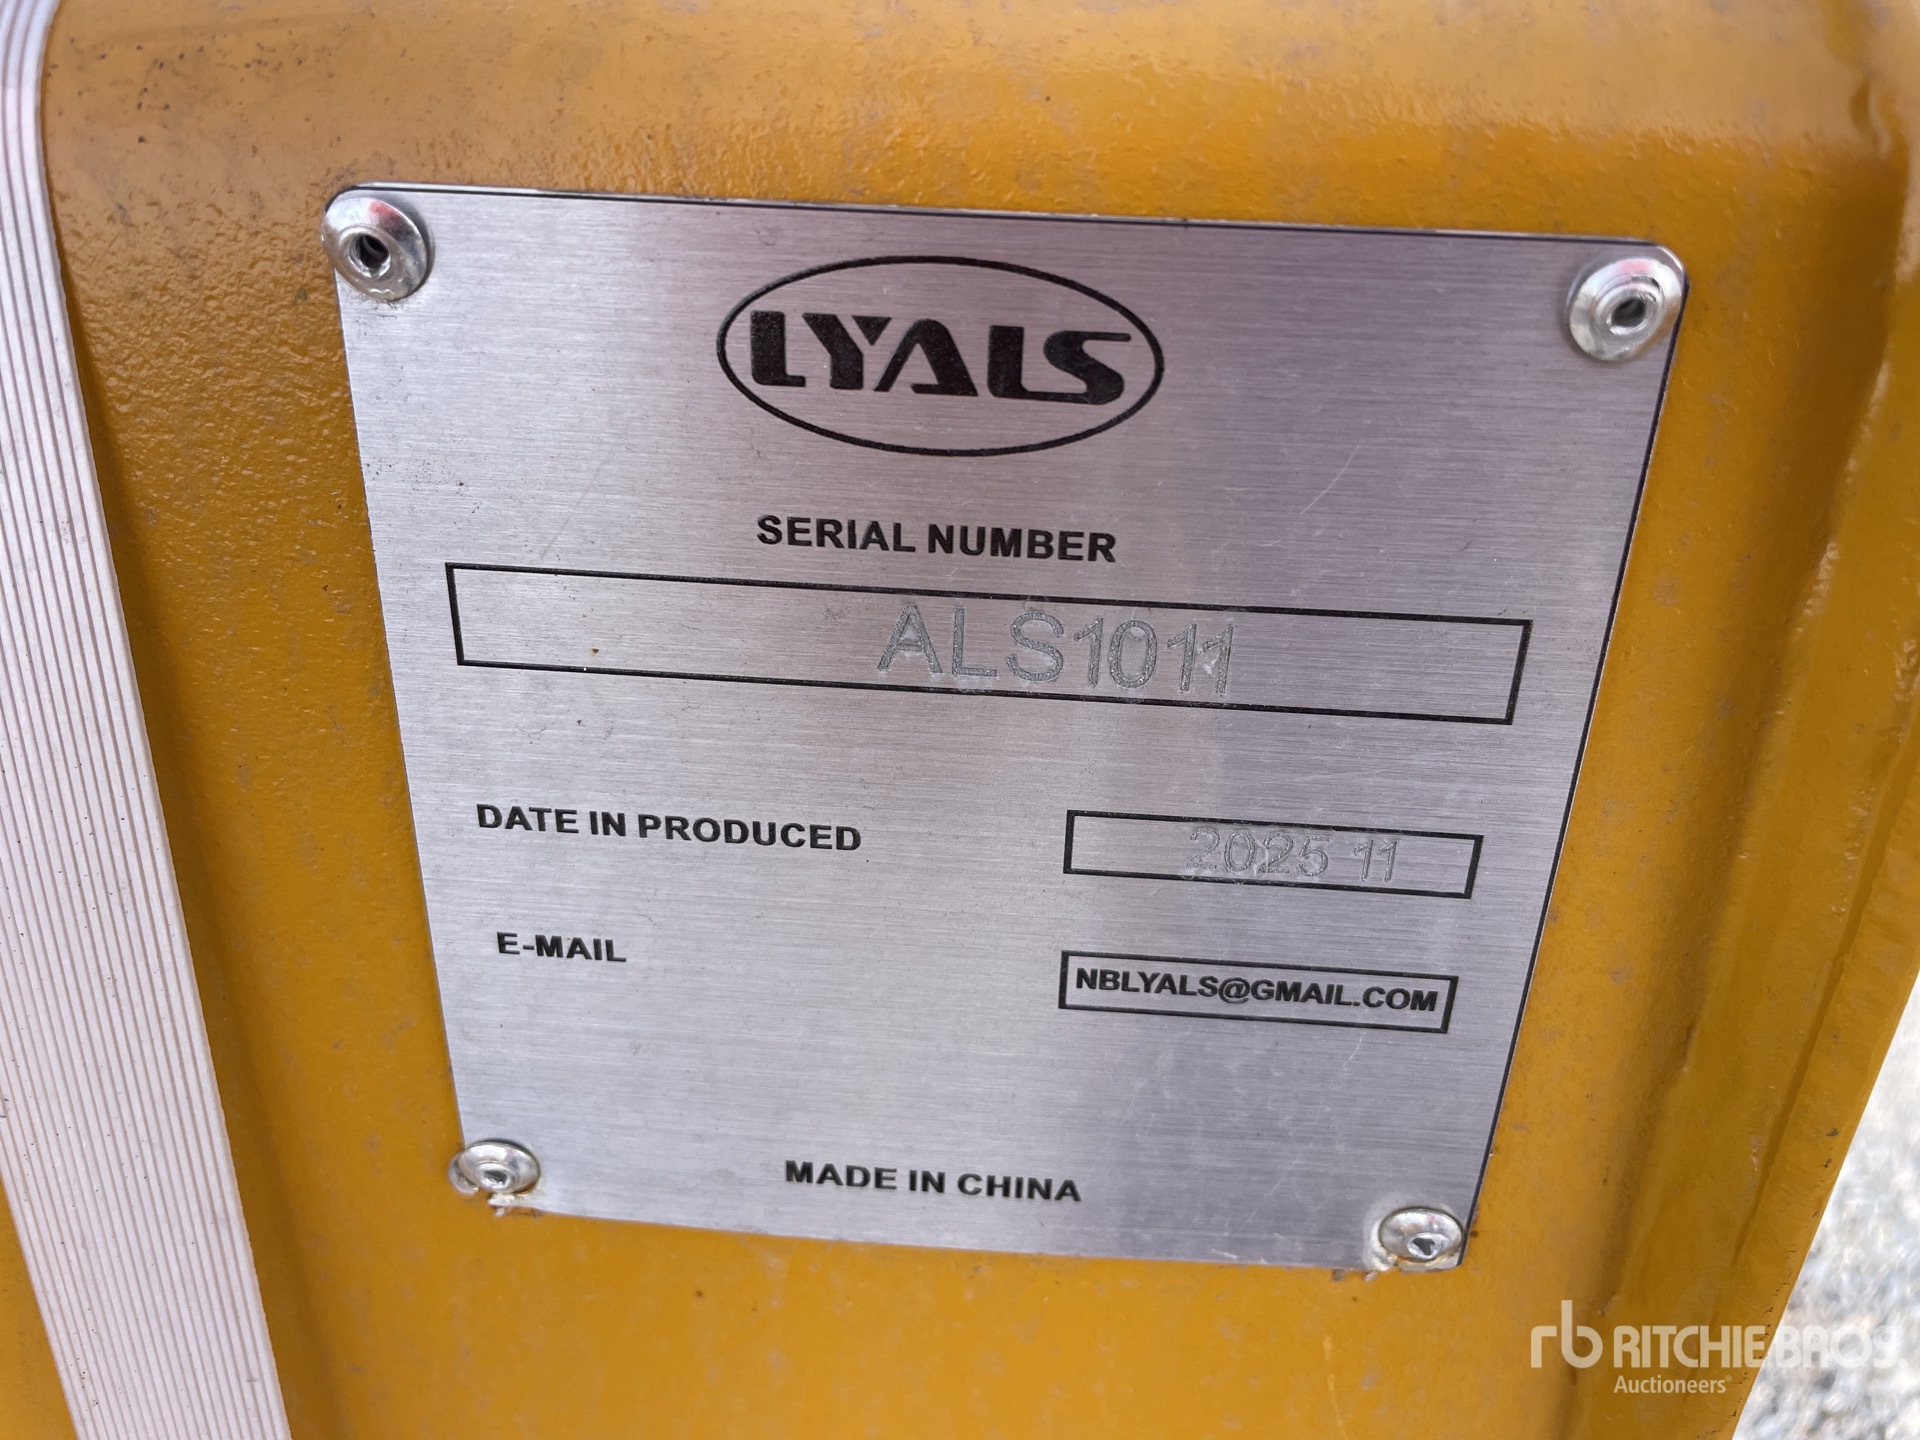 LYALS
SERIAL NUMBER
ALS1011
DATE IN PRODUCED
2025 11
E-MAIL
NBLYALS@GMAIL.COM
MADE IN CHINA
rb RITCHIE BROS
Auctioneers